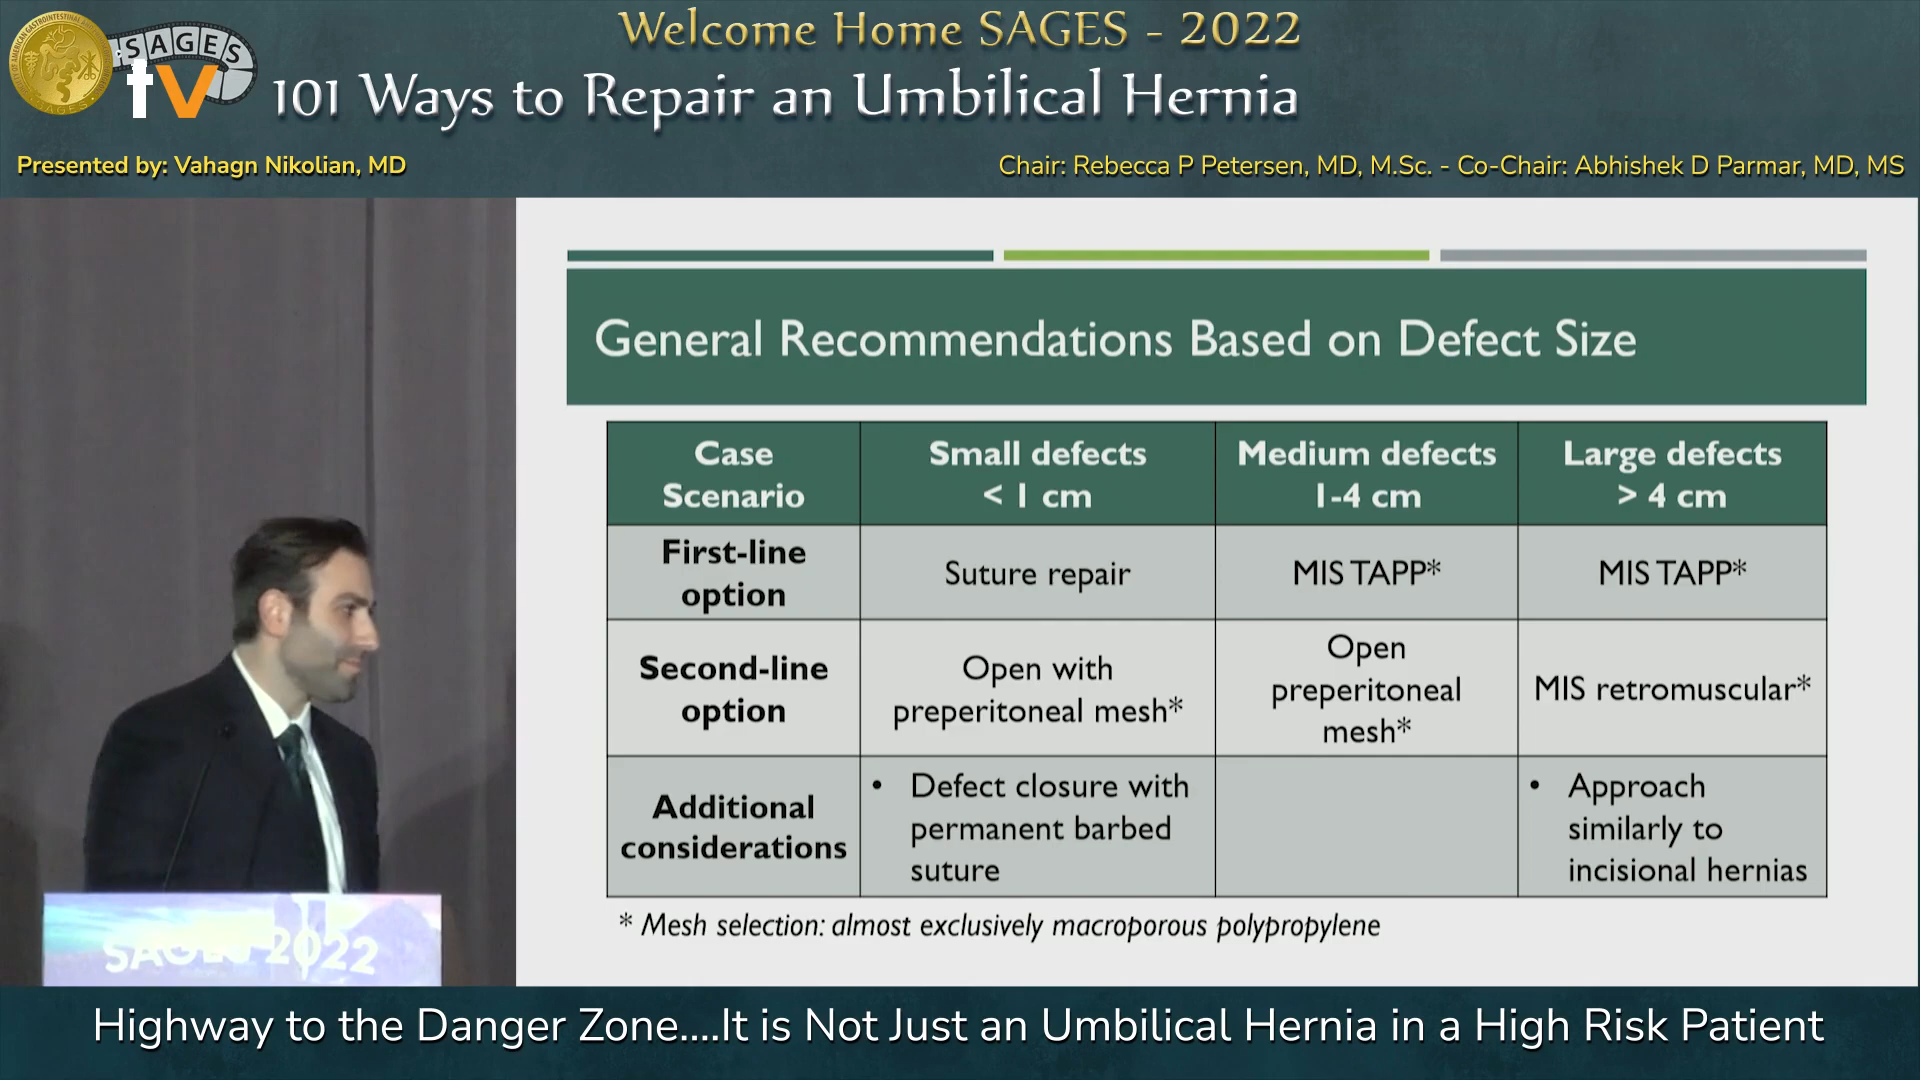 Welcome Home SAGES - 2022
SAGES
tv
101 Ways to Repair an Umbilical Hernia
Presented by: Vahagn Nikolian, MD
Chair: Rebecca P Petersen, MD, M.Sc. - Co-Chair: Abhishek D Parmar, MD, MS
General Recommendations Based on Defect Size
Case
Scenario
Small defects
< 1 cm
Medium defects
1-4 cm
Large defects
> 4 cm
First-line
option
Suture repair
MIS TAPP*
MIS TAPP*
Second-line
option
Open with
preperitoneal mesh*
Open
preperitoneal
mesh*
MIS retromuscular*
Additional
considerations
• Defect closure with
permanent barbed
suture
• Approach
similarly to
incisional hernias
* Mesh selection: almost exclusively macroporous polypropylene
SAGES 2022
Highway to the Danger Zone....It is Not Just an Umbilical Hernia in a High Risk Patient